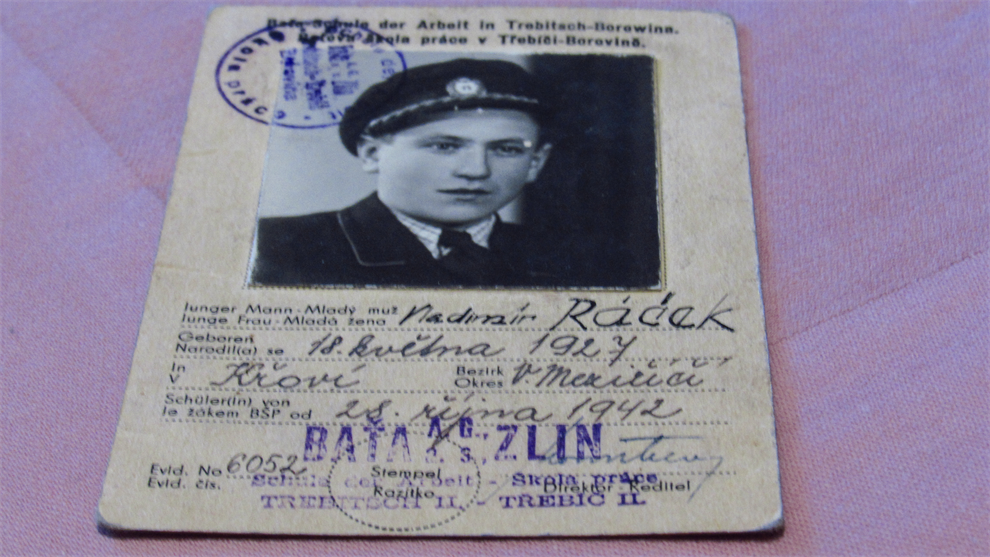 Bata Schule der Arbeit in Trebitsch-Borowina.
Baťova škola práce v Třebíči-Borovině.
Junger Mann - Mladý muž
Junge Frau - Mladá žena
Vladimír Ráček
Geboren
Narodil(a) se
18. května 1927
In
V
Křoví
Bezirk
Okres
V. Meziříčí
Schüler(in) von
Je žákem BŠP od
28. října 1942
BAŤA A.G., ZLIN
a. s.,
Evid. No
Evid. čís.
6052
Stempel
Razítko
Direktor - Ředitel
Schule der Arbeit - Škola práce
TREBITSCH II. - TŘEBÍČ II.